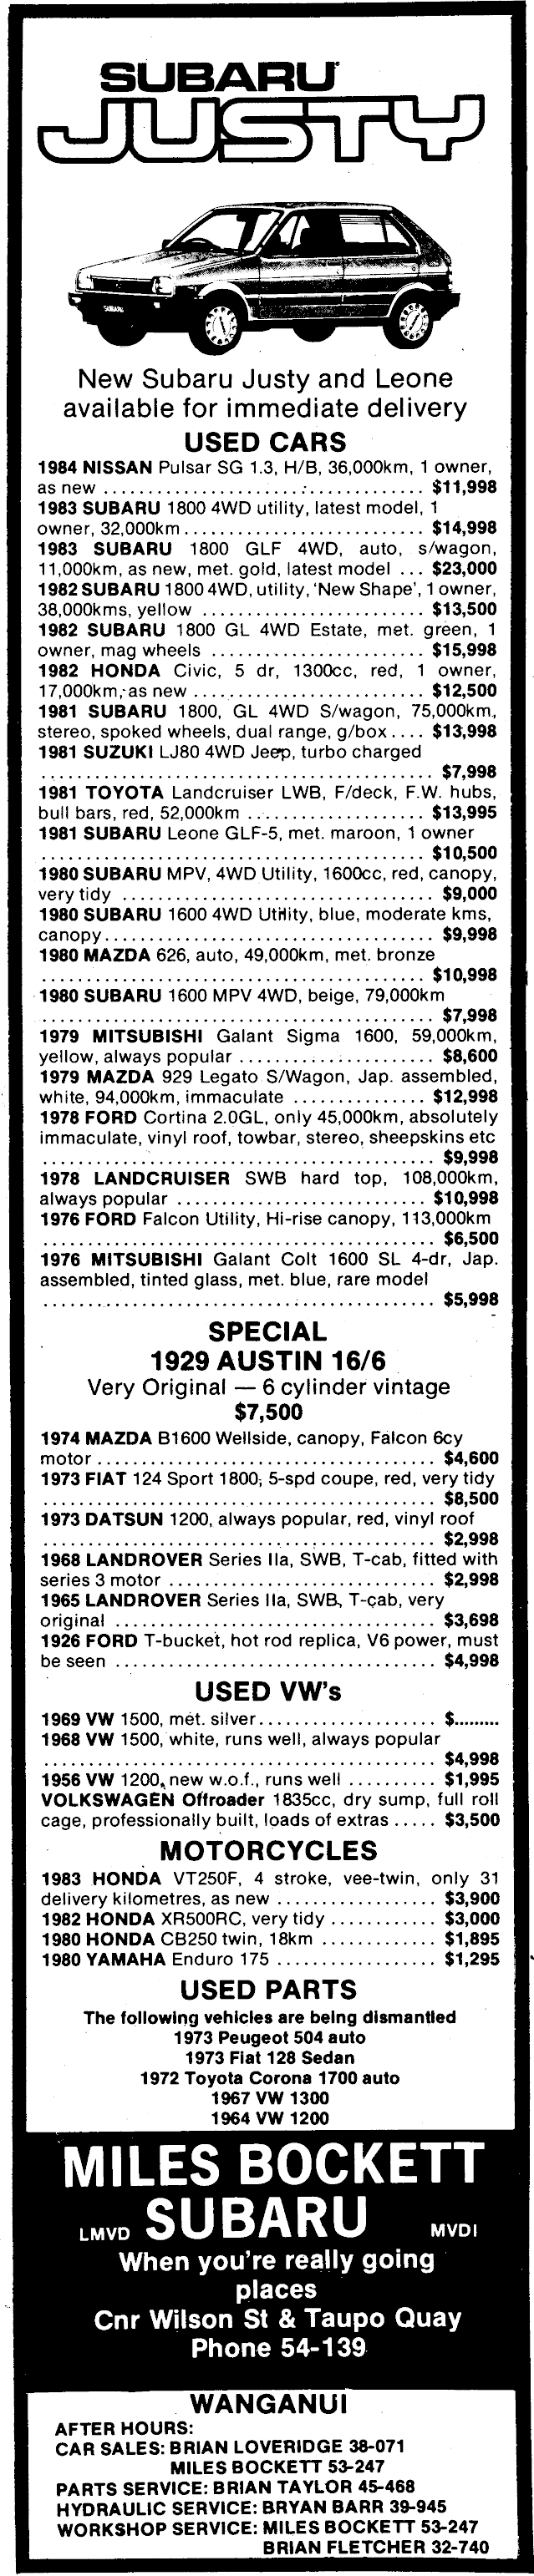 SUBARU
JUSTY
SUBARU
New Subaru Justy and Leone
available for immediate delivery
USED CARS
1984 NISSAN Pulsar SG 1.3, H/B, 36,000km, 1 owner,
as new .................................... $11,998
1983 SUBARU 1800 4WD utility, latest model, 1
owner, 32,000km ........................... $14,998
1983 SUBARU 1800 GLF 4WD, auto, s/wagon,
11,000km, as new, met. gold, latest model ... $23,000
1982 SUBARU 1800 4WD, utility, 'New Shape', 1 owner,
38,000kms, yellow ......................... $13,500
1982 SUBARU 1800 GL 4WD Estate, met. green, 1
owner, mag wheels ........................ $15,998
1982 HONDA Civic, 5 dr, 1300cc, red, 1 owner,
17,000km, as new .......................... $12,500
1981 SUBARU 1800, GL 4WD S/wagon, 75,000km,
stereo, spoked wheels, dual range, g/box .... $13,998
1981 SUZUKI LJ80 4WD Jeep, turbo charged
............................................ $7,998
1981 TOYOTA Landcruiser LWB, F/deck, F.W. hubs,
bull bars, red, 52,000km .................... $13,995
1981 SUBARU Leone GLF-5, met. maroon, 1 owner
............................................ $10,500
1980 SUBARU MPV, 4WD Utility, 1600cc, red, canopy,
very tidy ................................... $9,000
1980 SUBARU 1600 4WD Utility, blue, moderate kms,
canopy ..................................... $9,998
1980 MAZDA 626, auto, 49,000km, met. bronze
............................................ $10,998
1980 SUBARU 1600 MPV 4WD, beige, 79,000km
............................................ $7,998
1979 MITSUBISHI Galant Sigma 1600, 59,000km,
yellow, always popular ...................... $8,600
1979 MAZDA 929 Legato S/Wagon, Jap. assembled,
white, 94,000km, immaculate ............... $12,998
1978 FORD Cortina 2.0GL, only 45,000km, absolutely
immaculate, vinyl roof, towbar, stereo, sheepskins etc
............................................ $9,998
1978 LANDCRUISER SWB hard top, 108,000km,
always popular ............................ $10,998
1976 FORD Falcon Utility, Hi-rise canopy, 113,000km
............................................ $6,500
1976 MITSUBISHI Galant Colt 1600 SL 4-dr, Jap.
assembled, tinted glass, met. blue, rare model
............................................ $5,998
SPECIAL
1929 AUSTIN 16/6
Very Original — 6 cylinder vintage
$7,500
1974 MAZDA B1600 Wellside, canopy, Falcon 6cy
motor ...................................... $4,600
1973 FIAT 124 Sport 1800, 5-spd coupe, red, very tidy
............................................ $8,500
1973 DATSUN 1200, always popular, red, vinyl roof
............................................ $2,998
1968 LANDROVER Series IIa, SWB, T-cab, fitted with
series 3 motor .............................. $2,998
1965 LANDROVER Series IIa, SWB, T-cab, very
original .................................... $3,698
1926 FORD T-bucket, hot rod replica, V6 power, must
be seen .................................... $4,998
USED VW's
1969 VW 1500, met. silver .................... $.........
1968 VW 1500, white, runs well, always popular
............................................ $4,998
1956 VW 1200, new w.o.f., runs well .......... $1,995
VOLKSWAGEN Offroader 1835cc, dry sump, full roll
cage, professionally built, loads of extras ..... $3,500
MOTORCYCLES
1983 HONDA VT250F, 4 stroke, vee-twin, only 31
delivery kilometres, as new .................. $3,900
1982 HONDA XR500RC, very tidy ............ $3,000
1980 HONDA CB250 twin, 18km ............. $1,895
1980 YAMAHA Enduro 175 .................. $1,295
USED PARTS
The following vehicles are being dismantled
1973 Peugeot 504 auto
1973 Fiat 128 Sedan
1972 Toyota Corona 1700 auto
1967 VW 1300
1964 VW 1200
MILES BOCKETT
LMVD SUBARU MVDI
When you're really going
places
Cnr Wilson St & Taupo Quay
Phone 54-139
WANGANUI
AFTER HOURS:
CAR SALES: BRIAN LOVERIDGE 38-071
MILES BOCKETT 53-247
PARTS SERVICE: BRIAN TAYLOR 45-468
HYDRAULIC SERVICE: BRYAN BARR 39-945
WORKSHOP SERVICE: MILES BOCKETT 53-247
BRIAN FLETCHER 32-740